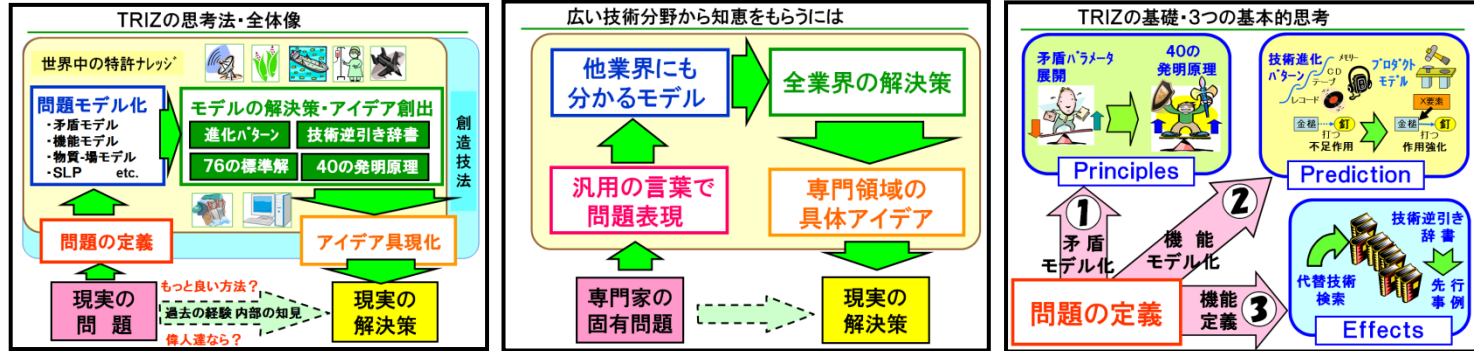 TRIZの思考法・全体像
世界中の特許ナレッジ
問題モデル化
・矛盾モデル
・機能モデル
・物質-場モデル
・SLP etc.
モデルの解決策・アイデア創出
進化パターン
技術逆引き辞書
76の標準解
40の発明原理
創造技法
問題の定義
アイデア具現化
現実の
問題
もっと良い方法?
過去の経験 内部の知見
偉人達なら?
現実の
解決策
広い技術分野から知恵をもらうには
他業界にも
分かるモデル
全業界の解決策
汎用の言葉で
問題表現
専門領域の
具体アイデア
専門家の
固有問題
現実の
解決策
TRIZの基礎・3つの基本的思考
矛盾パラメータ
展開
40の
発明原理
Principles
技術進化
パターン
メモリー
CD
テープ
レコード
プロダクト
モデル
X要素
金槌
釘
打つ
不足作用
金槌
釘
打つ
作用強化
Prediction
1
矛盾
モデル化
2
機能
モデル化
問題の定義
機能
定義
3
技術逆引き
辞書
代替技術
検索
先行
事例
Effects